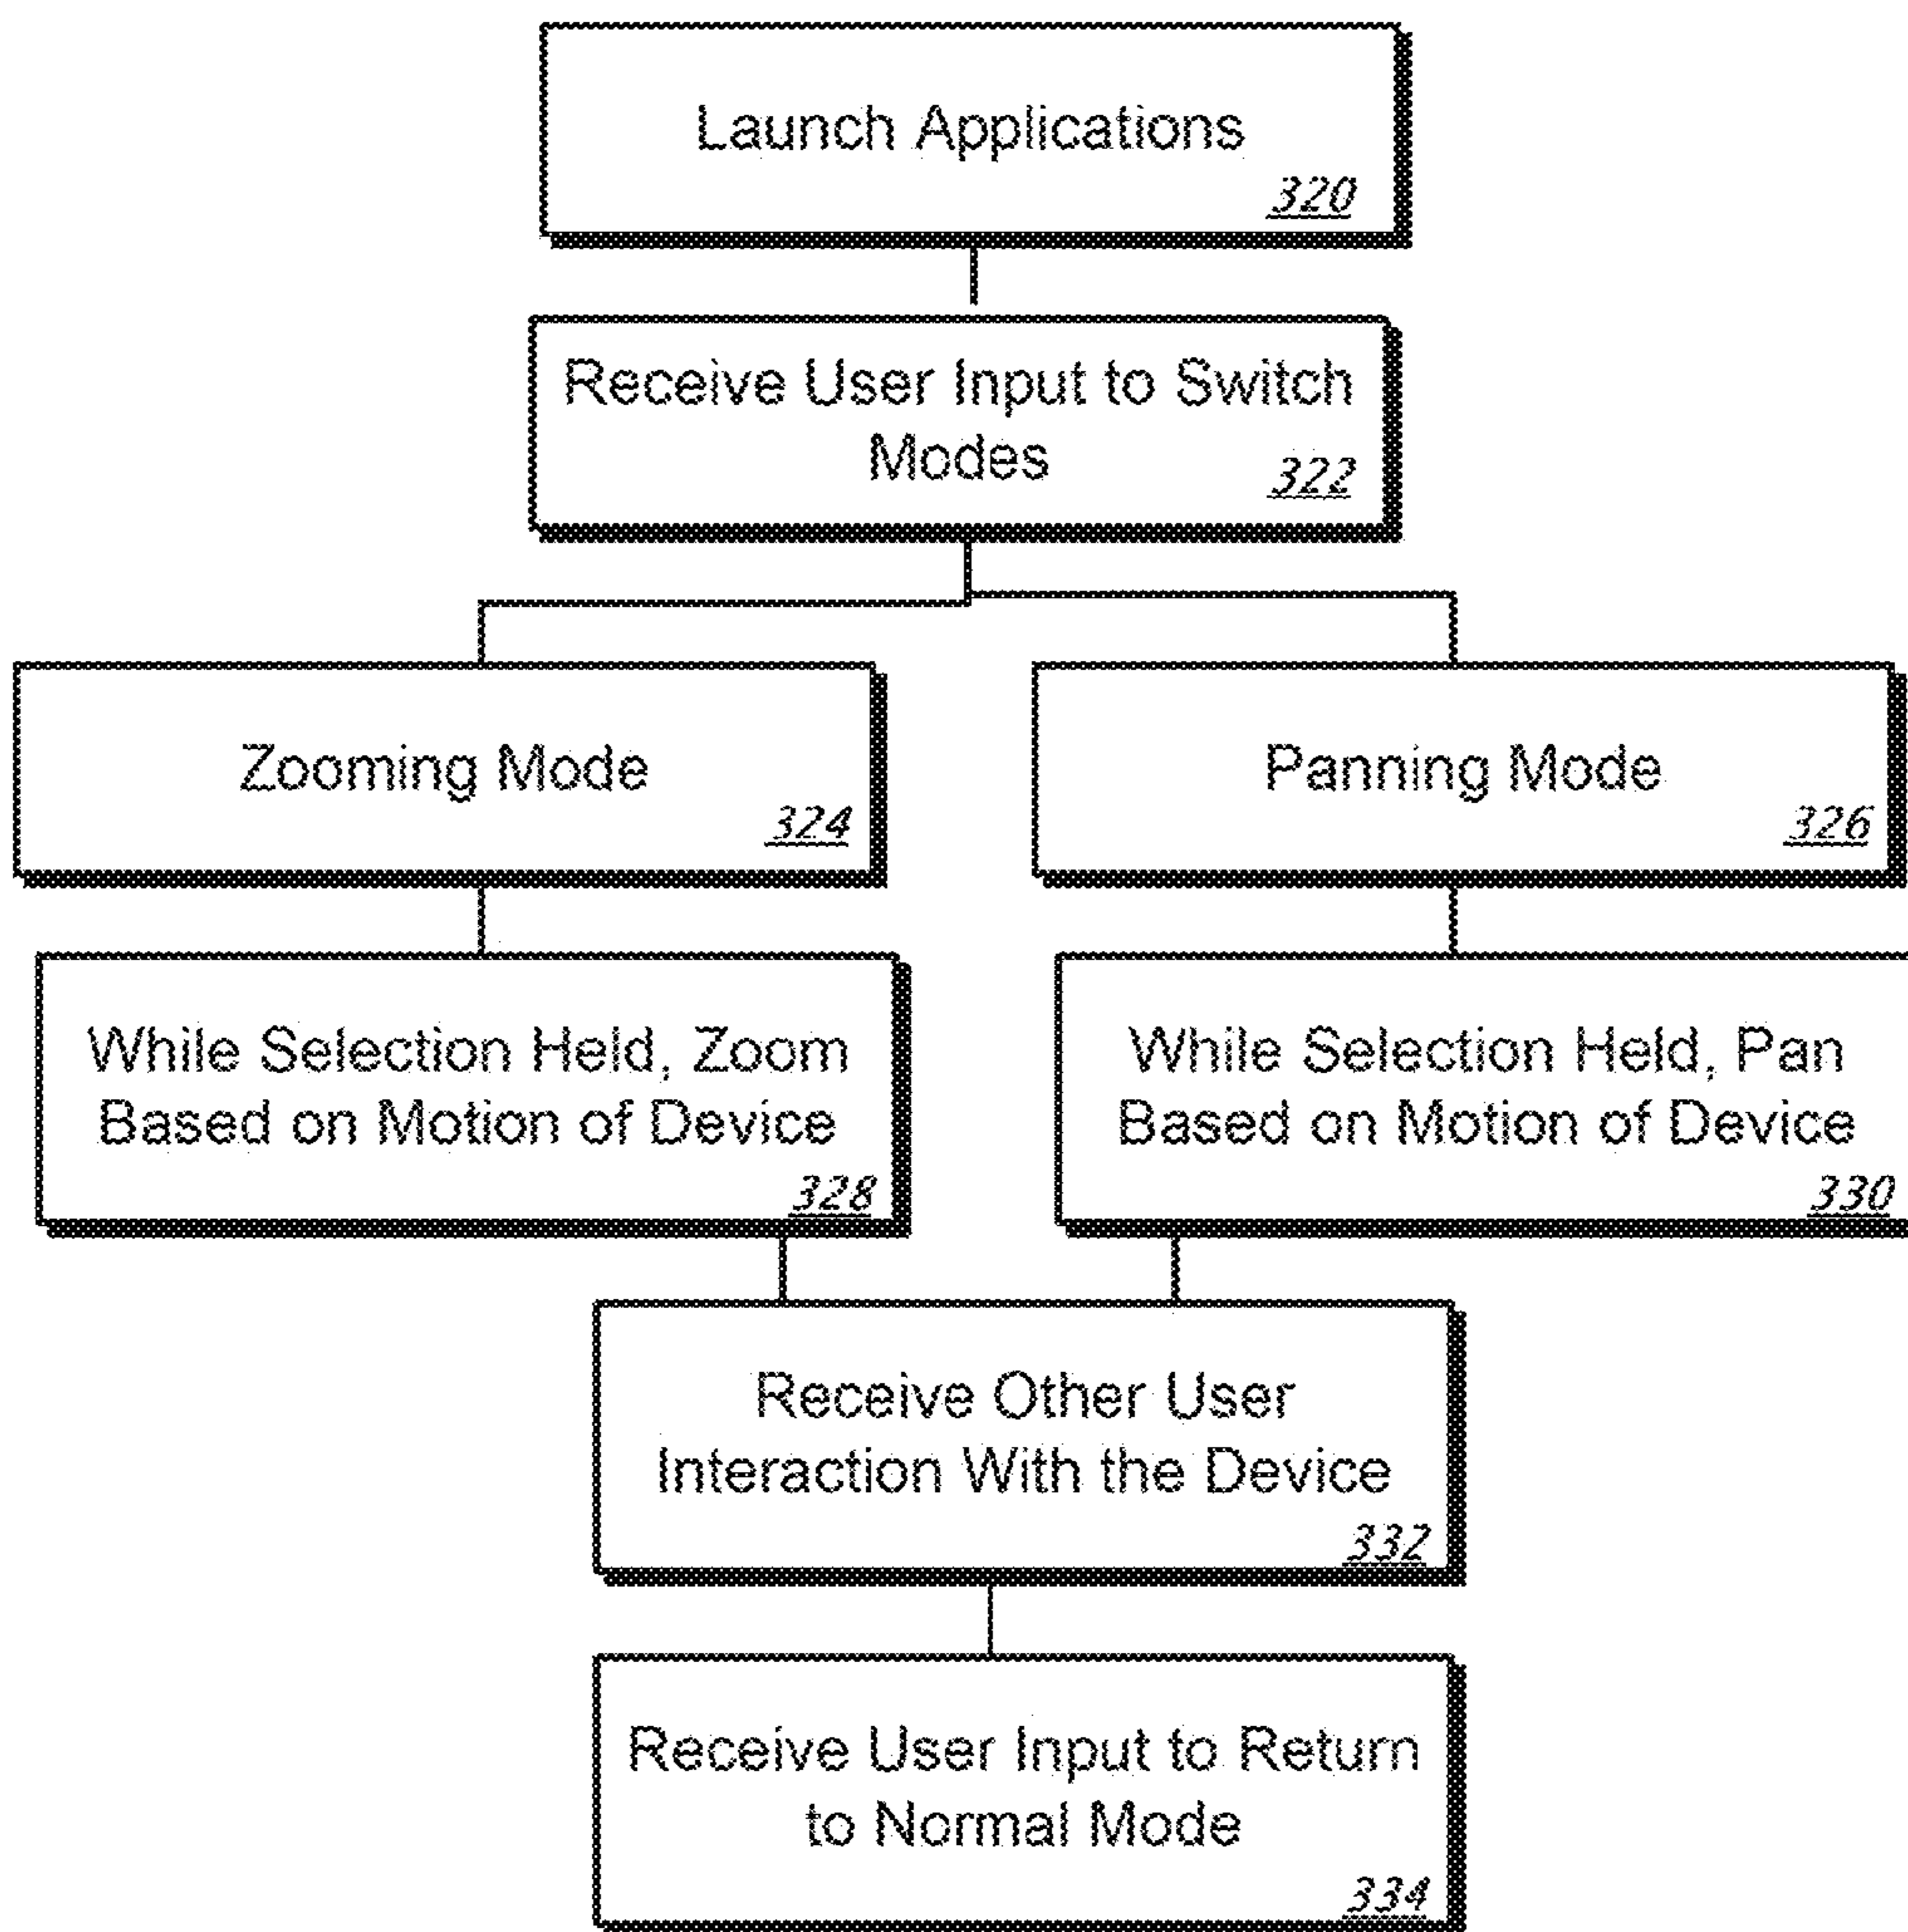 Launch Applications
320
Receive User Input to Switch
Modes
322
Zooming Mode
324
Panning Mode
326
While Selection Held, Zoom
Based on Motion of Device
328
While Selection Held, Pan
Based on Motion of Device
330
Receive Other User
Interaction With the Device
332
Receive User Input to Return
to Normal Mode
334